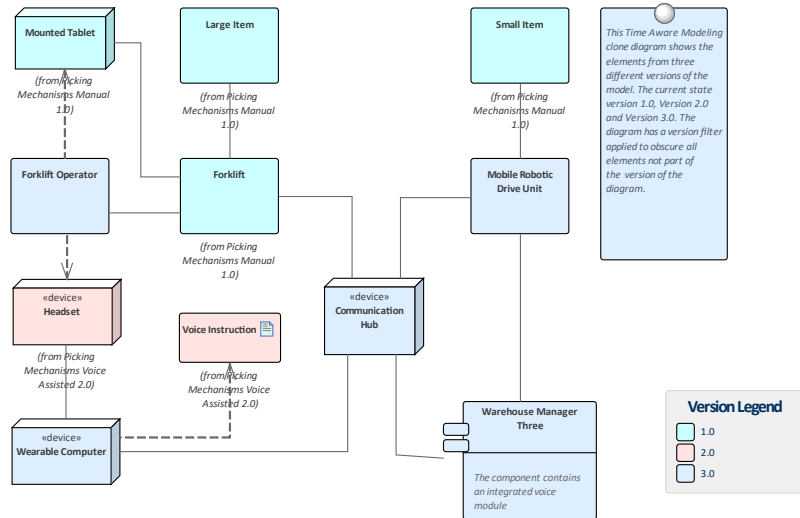 Mounted Tablet
(from Picking
Mechanisms Manual
1.0)
Large Item
(from Picking
Mechanisms Manual
1.0)
Small Item
(from Picking
Mechanisms Manual
1.0)
This Time Aware Modeling
clone diagram shows the
elements from three
different versions of the
model. The current state
version 1.0, Version 2.0
and Version 3.0. The
diagram has a version filter
applied to obscure all
elements not part of
the version of the
diagram.
Forklift Operator
Forklift
(from Picking
Mechanisms Manual
1.0)
Mobile Robotic
Drive Unit
«device»
Headset
(from Picking
Mechanisms Voice
Assisted 2.0)
Voice Instruction
(from Picking
Mechanisms Voice
Assisted 2.0)
«device»
Communication
Hub
«device»
Wearable Computer
Warehouse Manager
Three
The component contains
an integrated voice
module
Version Legend
1.0
2.0
3.0